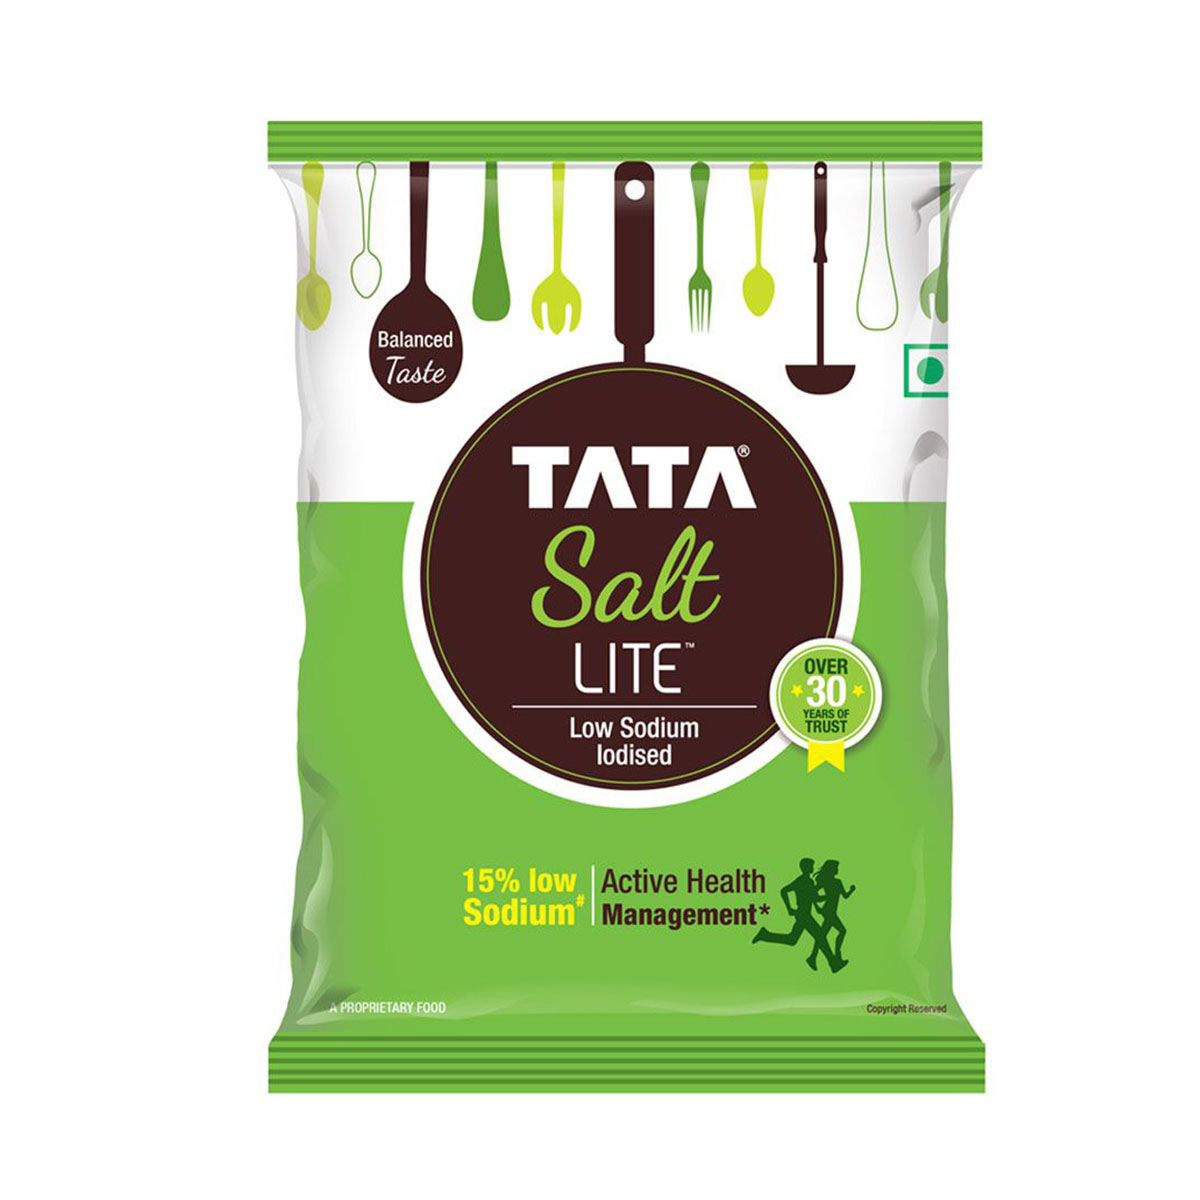 Balanced
Taste
TATA®
Salt
LITE™
Low Sodium
Iodised
OVER
30
YEARS OF
TRUST
15% low
Sodium#
Active Health
Management*
A PROPRIETARY FOOD
Copyright Reserved